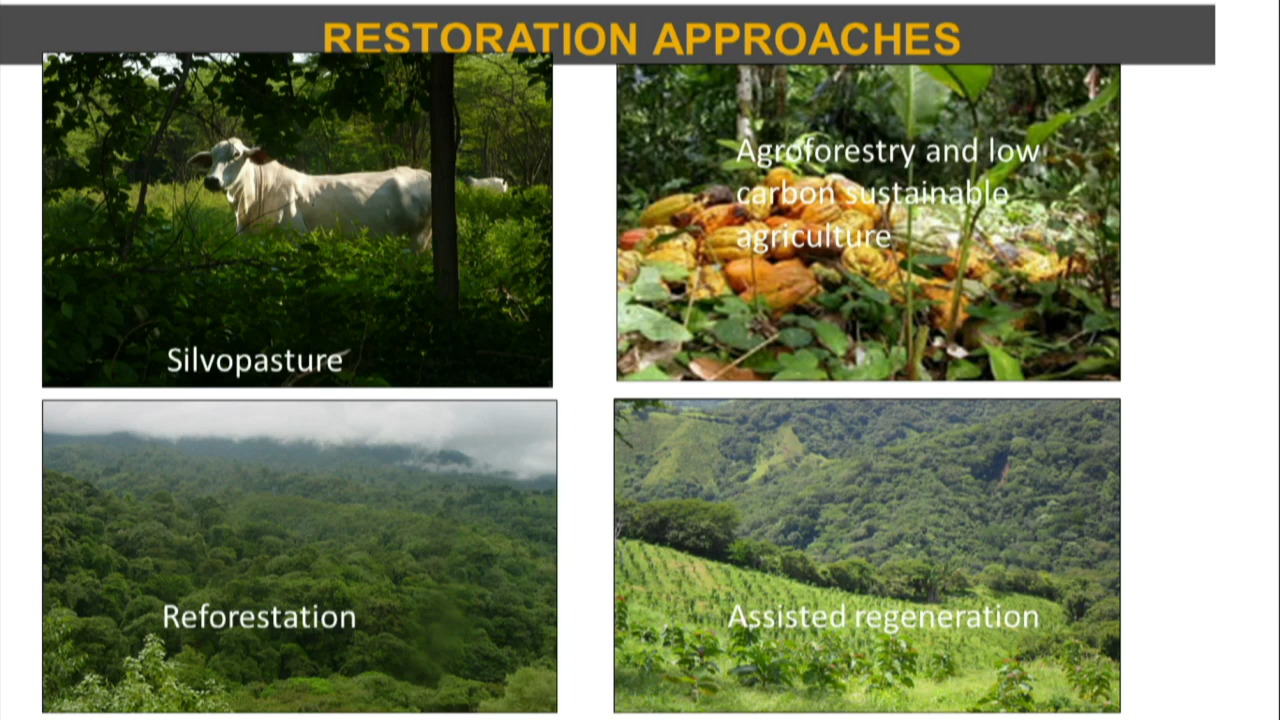 RESTORATION APPROACHES
Agroforestry and low
carbon sustainable
agriculture
Silvopasture
Reforestation
Assisted regeneration